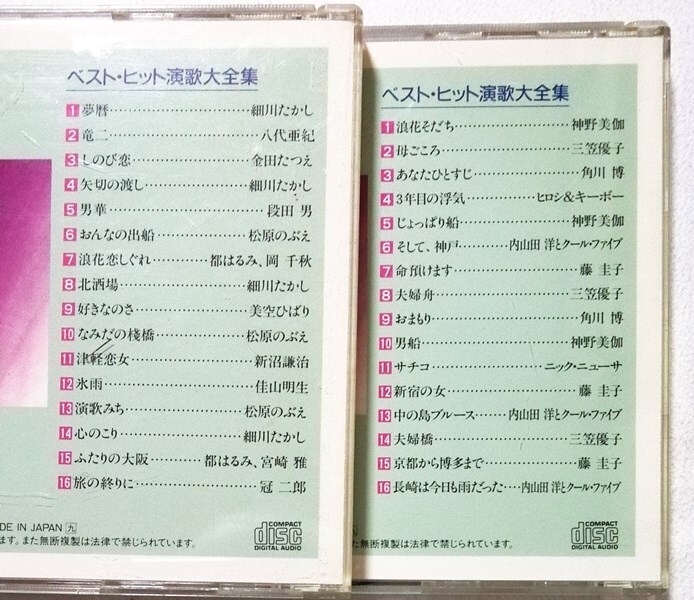 ベスト・ヒット演歌大全集
1 夢暦 細川たかし
2 竜二 八代亜紀
3 しのび恋 金田たつえ
4 矢切の渡し 細川たかし
5 男華 段田 男
6 おんなの出船 松原のぶえ
7 浪花恋しぐれ 都はるみ、岡 千秋
8 北酒場 細川たかし
9 好きなのさ 美空ひばり
10 なみだの棧橋 松原のぶえ
11 津軽恋女 新沼謙治
12 氷雨 佳山明生
13 演歌みち 松原のぶえ
14 心のこり 細川たかし
15 ふたりの大阪 都はるみ、宮崎 雅
16 旅の終りに 冠 二郎
DE IN JAPAN 九
ます。また無断複製は法律で禁じられています。
COMPACT
disc
DIGITAL AUDIO
ベスト・ヒット演歌大全集
1 浪花そだち 神野美伽
2 母ごころ 三笠優子
3 あなたひとすじ 角川 博
4 3年目の浮気 ヒロシ&キーボー
5 じょっぱり船 神野美伽
6 そして、神戸 内山田 洋とクール・ファイブ
7 命預けます 藤 圭子
8 夫婦舟 三笠優子
9 おまもり 角川 博
10 男船 神野美伽
11 サチコ ニック・ニューサ
12 新宿の女 藤 圭子
13 中の島ブルース 内山田 洋とクール・ファイブ
14 夫婦橋 三笠優子
15 京都から博多まで 藤 圭子
16 長崎は今日も雨だった 内山田 洋とクール・ファイブ
た無断複製は法律で禁じられています。
COMPACT
disc
DIGITAL AUDIO